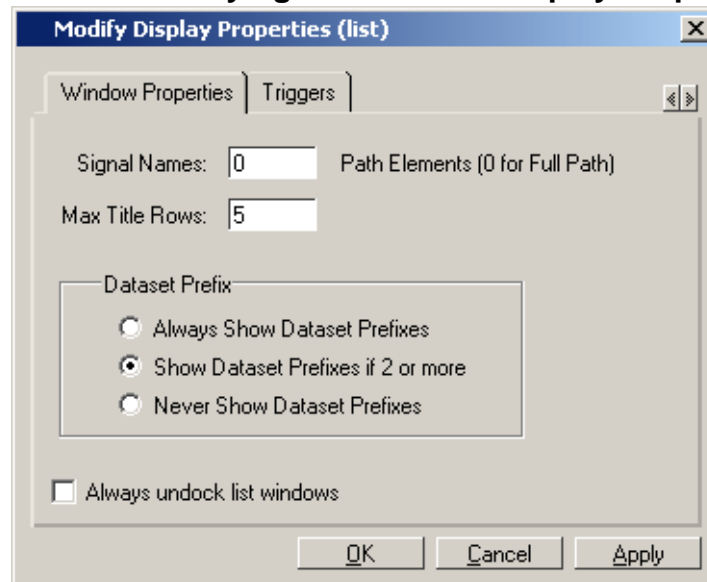 Modify Display Properties (list)
Window Properties Triggers
Signal Names: 0 Path Elements (0 for Full Path)
Max Title Rows: 5
Dataset Prefix
Always Show Dataset Prefixes
Show Dataset Prefixes if 2 or more
Never Show Dataset Prefixes
Always undock list windows
OK Cancel Apply